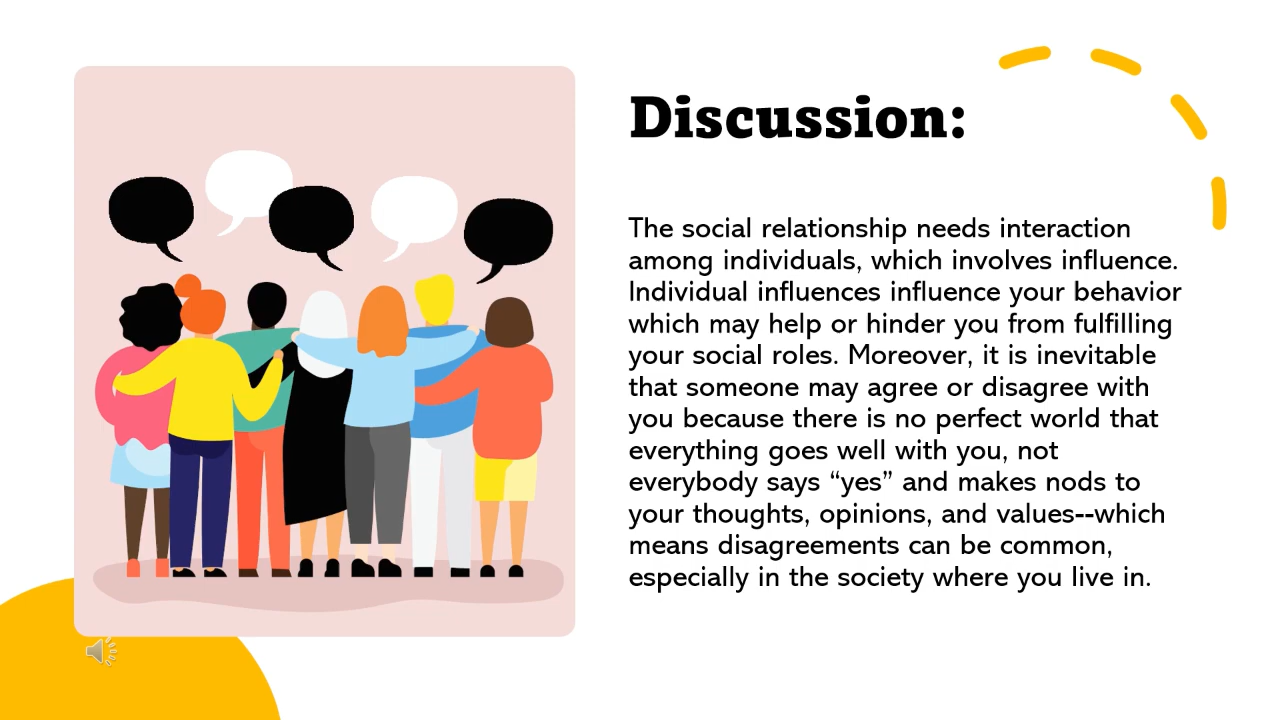 Discussion:
The social relationship needs interaction
among individuals, which involves influence.
Individual influences influence your behavior
which may help or hinder you from fulfilling
your social roles. Moreover, it is inevitable
that someone may agree or disagree with
you because there is no perfect world that
everything goes well with you, not
everybody says “yes” and makes nods to
your thoughts, opinions, and values--which
means disagreements can be common,
especially in the society where you live in.